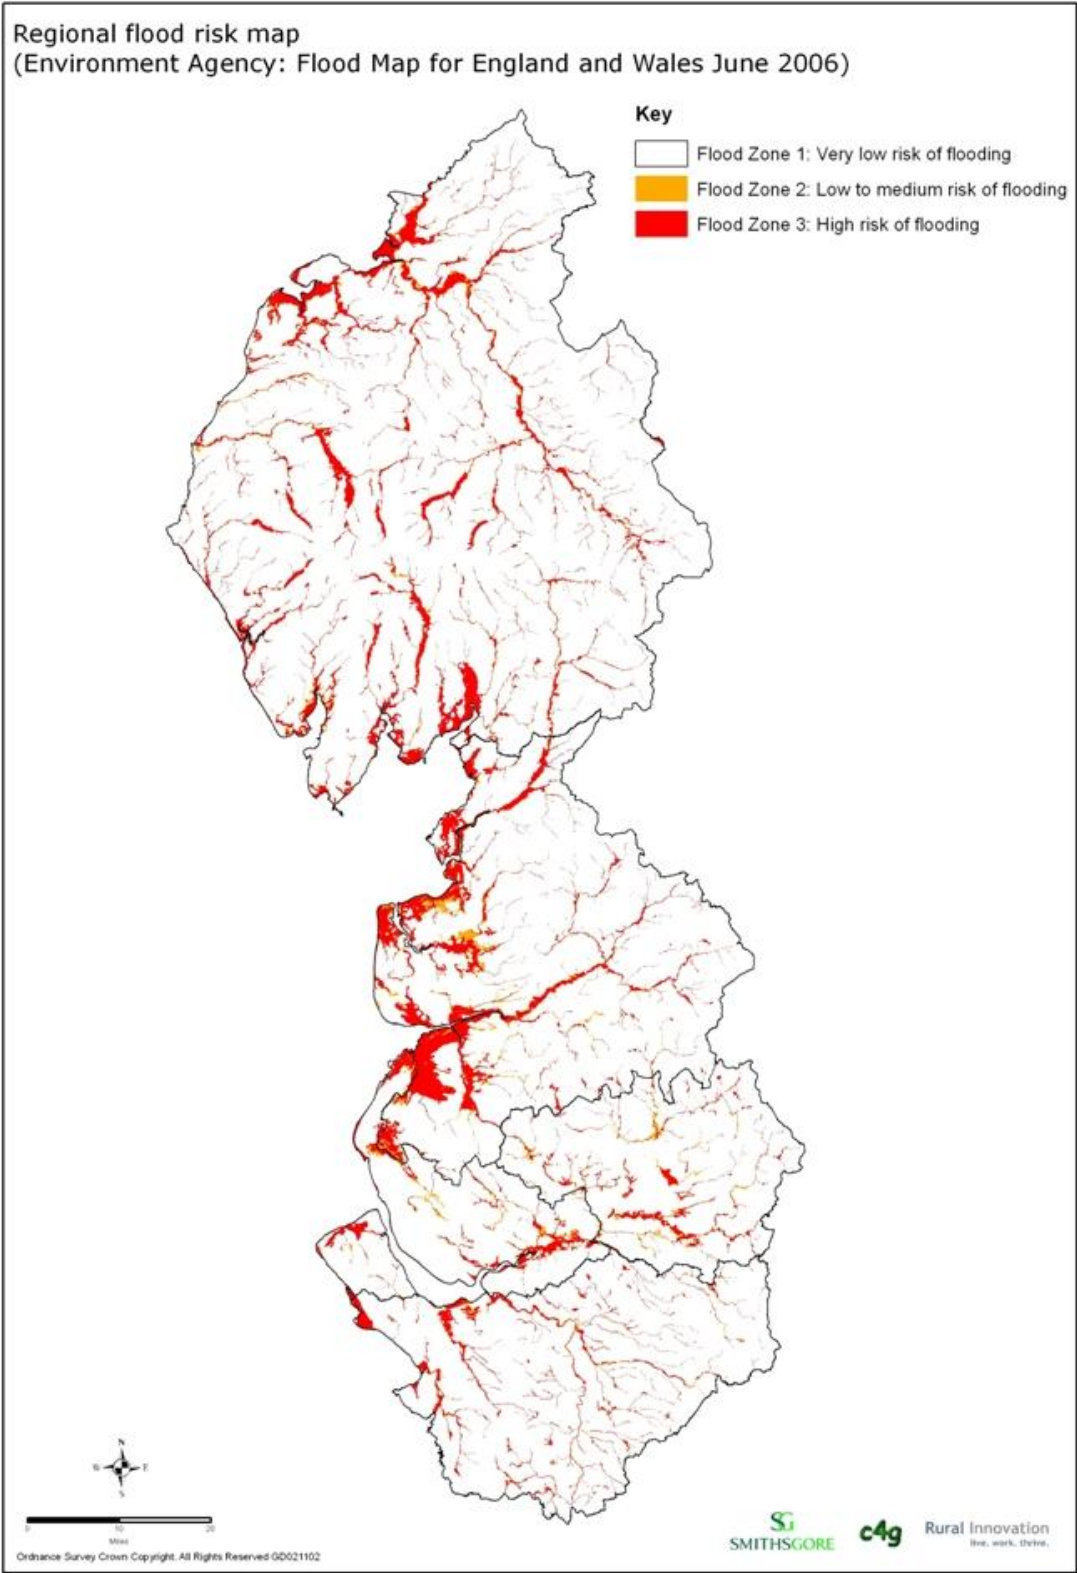 Regional flood risk map
(Environment Agency: Flood Map for England and Wales June 2006)
Key
Flood Zone 1: Very low risk of flooding
Flood Zone 2: Low to medium risk of flooding
Flood Zone 3: High risk of flooding
N
W E
S
0 10 20
Miles
Ordnance Survey Crown Copyright. All Rights Reserved GD021102
SG
SMITHSGORE
c4g
Rural Innovation
live. work. thrive.